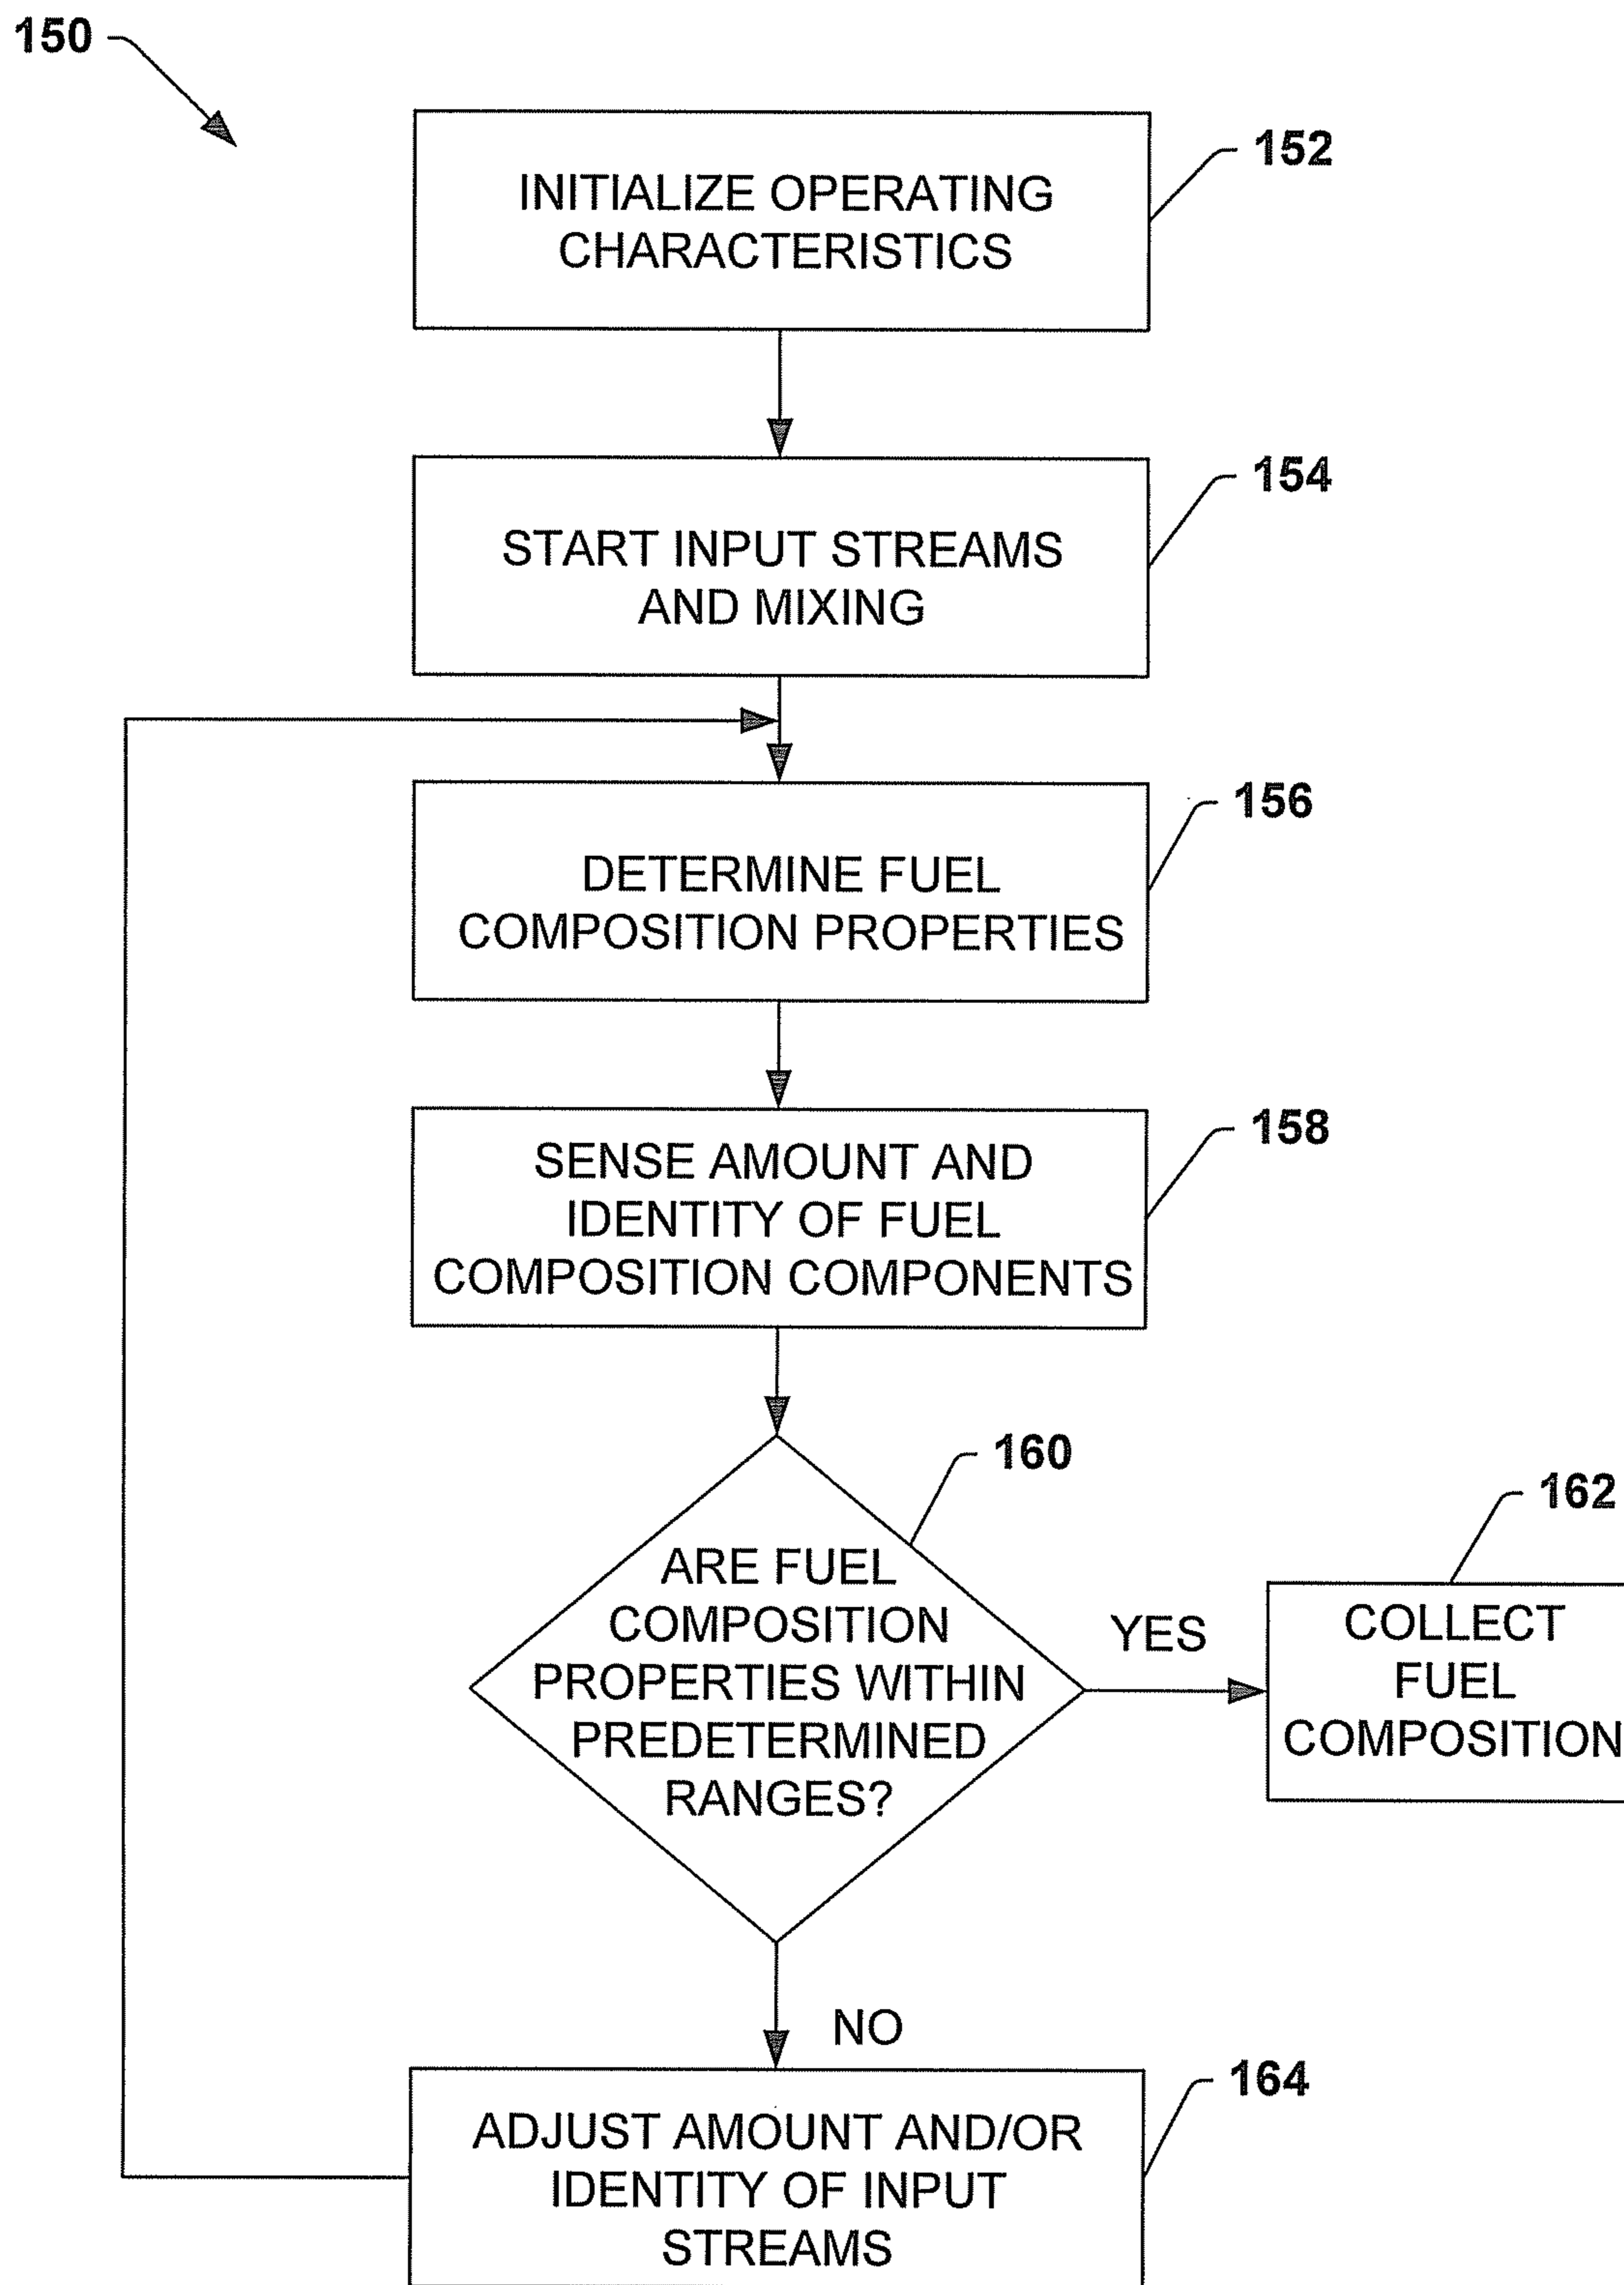 150
INITIALIZE OPERATING
CHARACTERISTICS
152
START INPUT STREAMS
AND MIXING
154
DETERMINE FUEL
COMPOSITION PROPERTIES
156
SENSE AMOUNT AND
IDENTITY OF FUEL
COMPOSITION COMPONENTS
158
ARE FUEL
COMPOSITION
PROPERTIES WITHIN
PREDETERMINED
RANGES?
160
YES
162
COLLECT
FUEL
COMPOSITION
NO
164
ADJUST AMOUNT AND/OR
IDENTITY OF INPUT
STREAMS